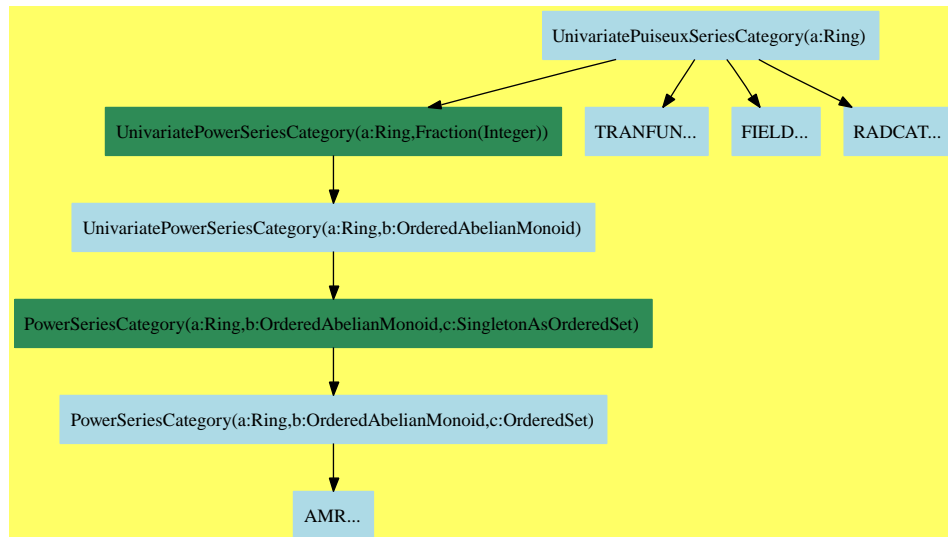 UnivariatePuiseuxSeriesCategory(a:Ring)
UnivariatePowerSeriesCategory(a:Ring,Fraction(Integer))
TRANFUN...
FIELD...
RADCAT...
UnivariatePowerSeriesCategory(a:Ring,b:OrderedAbelianMonoid)
PowerSeriesCategory(a:Ring,b:OrderedAbelianMonoid,c:SingletonAsOrderedSet)
PowerSeriesCategory(a:Ring,b:OrderedAbelianMonoid,c:OrderedSet)
AMR...